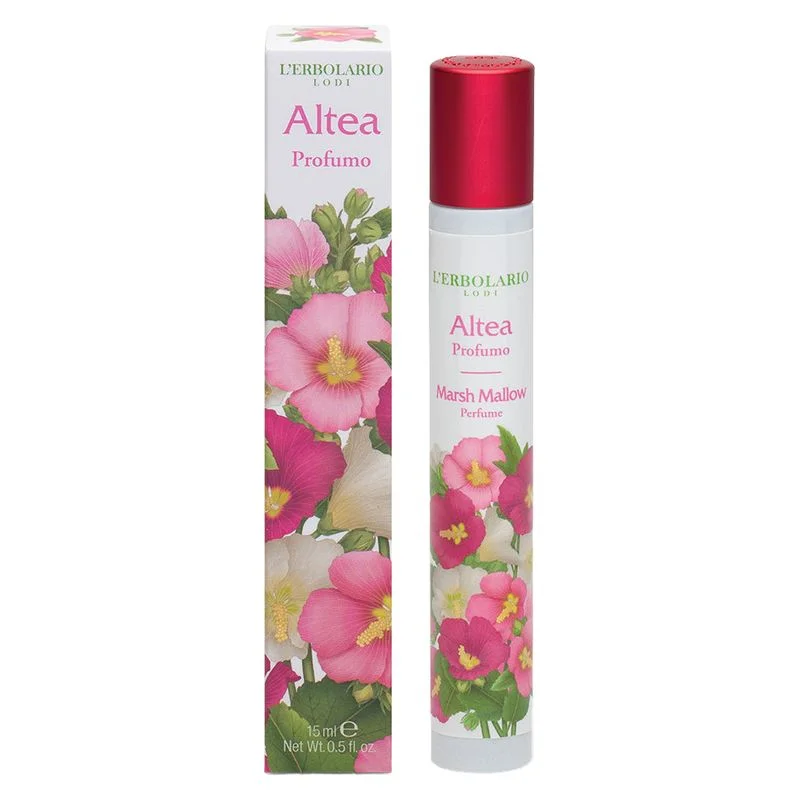 L'ERBOLARIO
LODI
Altea
Profumo
15 ml e
Net Wt. 0.5 fl. oz.
L'ERBOLARIO
LODI
Altea
Profumo
Marsh Mallow
Perfume